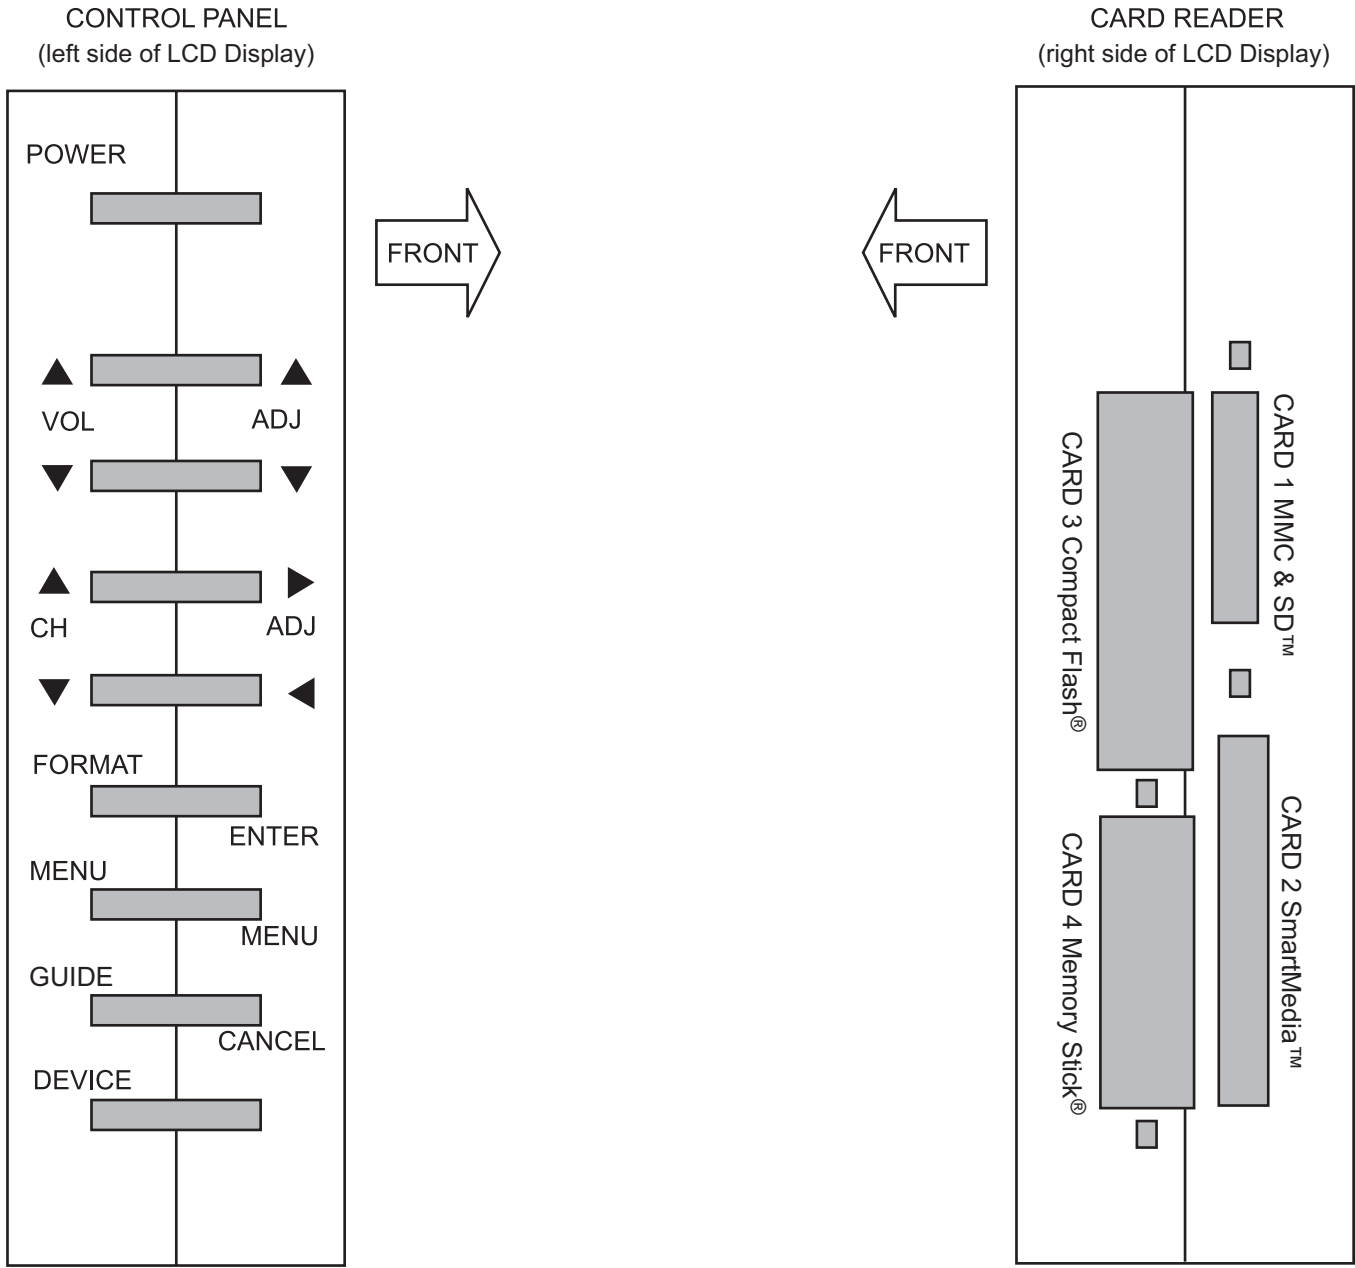 CONTROL PANEL
(left side of LCD Display)
POWER
FRONT
VOL
ADJ
CH
ADJ
FORMAT
ENTER
MENU
MENU
GUIDE
CANCEL
DEVICE
CARD READER
(right side of LCD Display)
FRONT
CARD 3 Compact Flash®
CARD 1 MMC & SD™
CARD 4 Memory Stick®
CARD 2 SmartMedia™